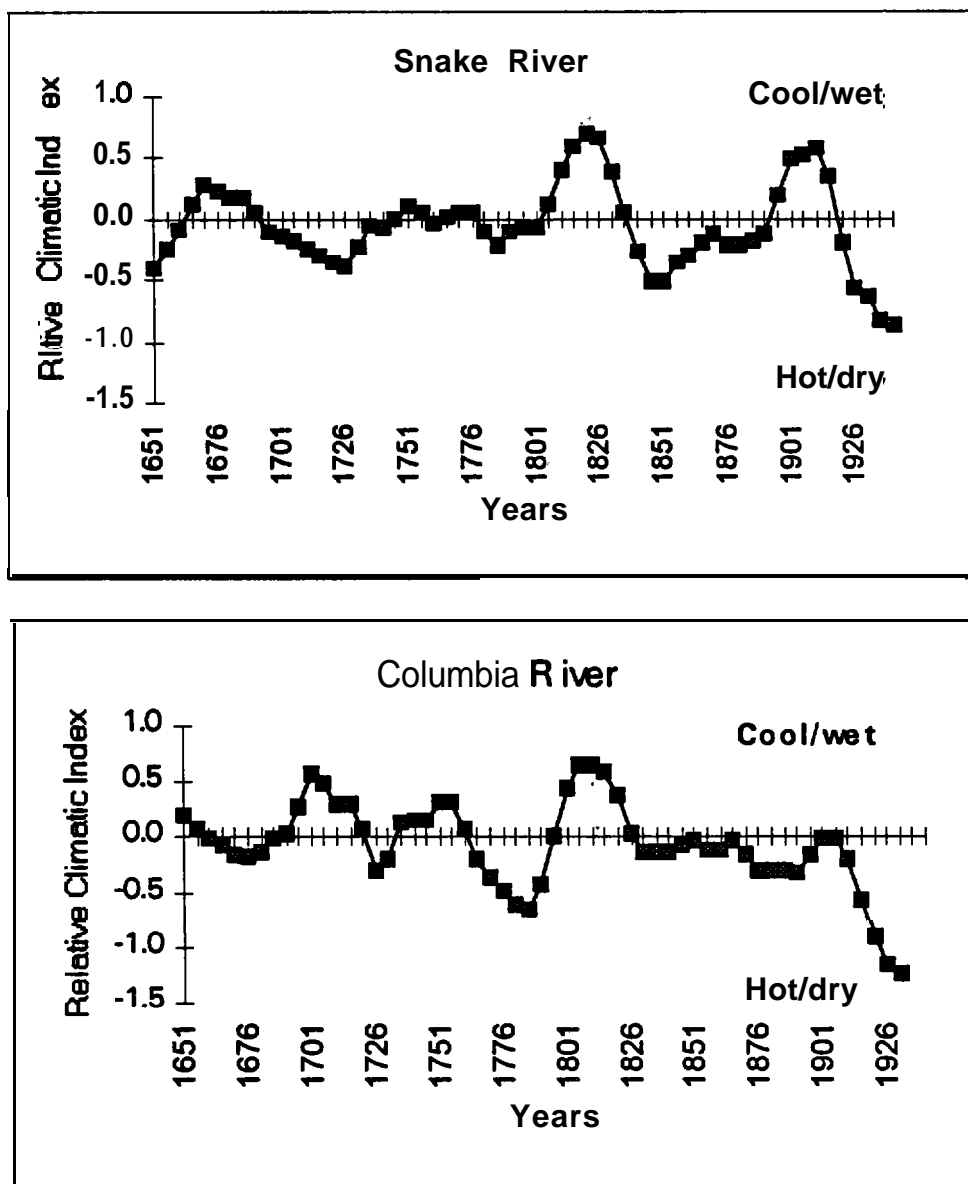 Snake River
Cool/wet
RItive ClimaticInd ex
1.0
0.5
0.0
-0.5
-1.0
-1.5
Hot/dry
1651 1676 1701 1726 1751 1776 1801 1826 1851 1876 1901 1926
Years
Columbia River
Cool/wet
Relative Climatic Index
1.0
0.5
0.0
-0.5
-1.0
-1.5
Hot/dry
1651 1676 1701 1726 1751 1776 1801 1826 1851 1876 1901 1926
Years